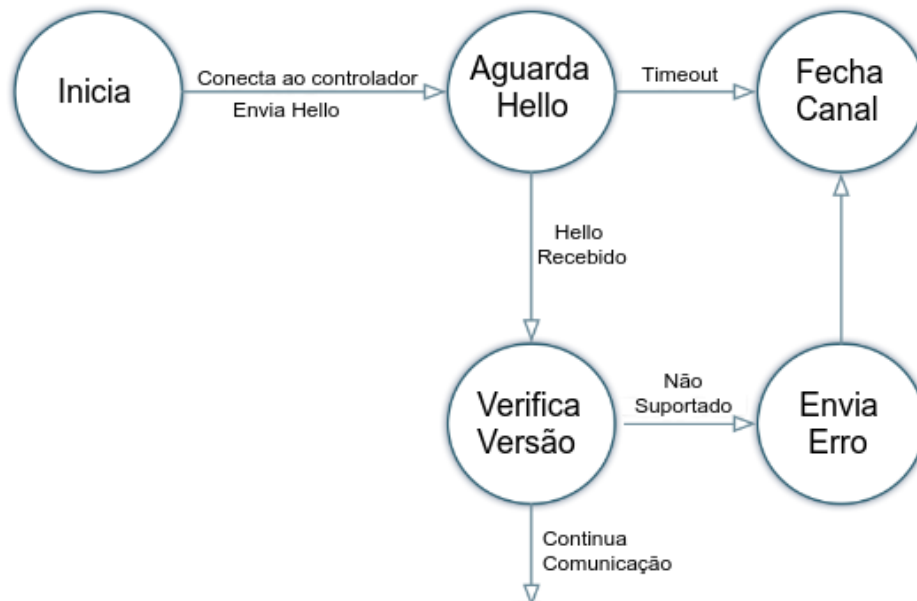 Inicia
Conecta ao controlador
Envia Hello
Aguarda
Hello
Timeout
Fecha
Canal
Hello
Recebido
Verifica
Versão
Não
Suportado
Envia
Erro
Continua
Comunicação